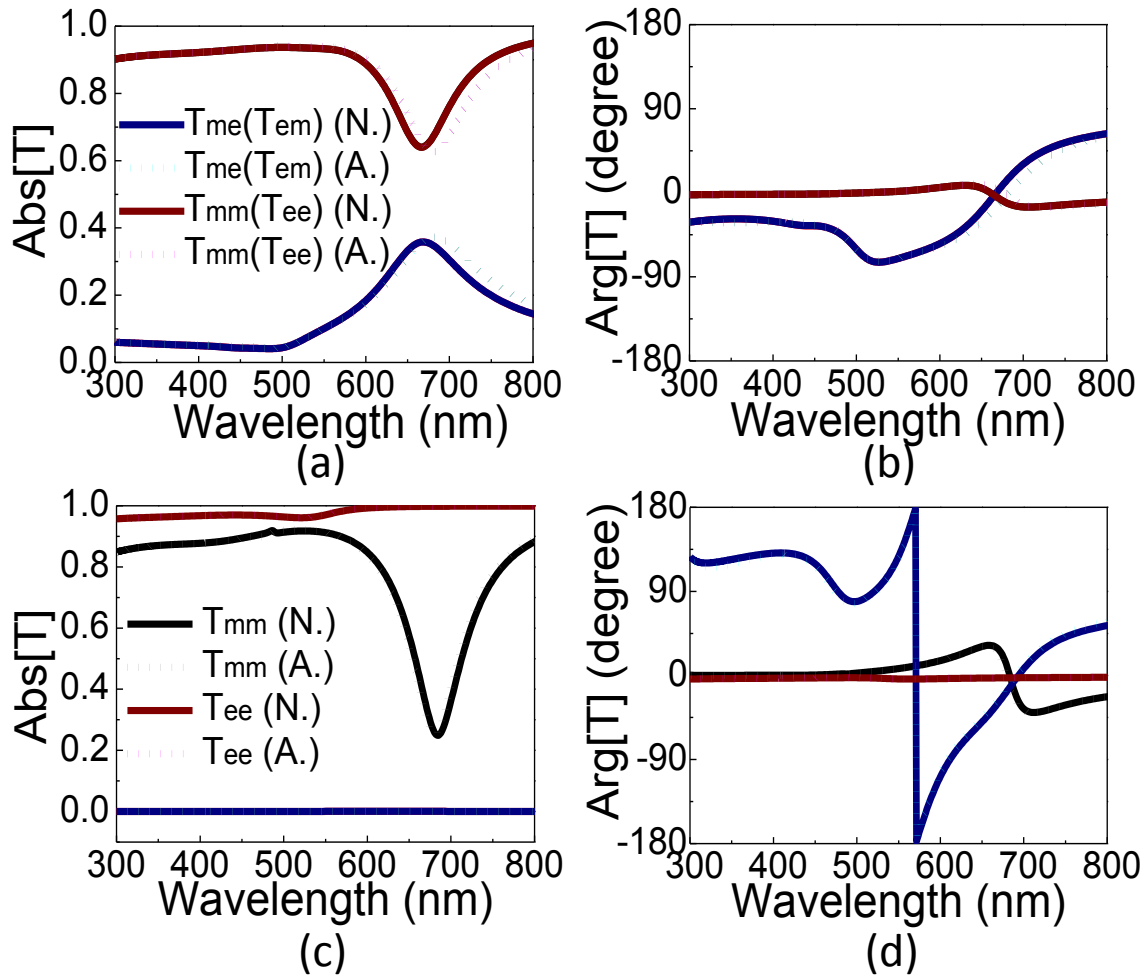 Abs[T]
1.0
0.8
0.6
0.4
0.2
0.0
Tme(Tem) (N.)
Tme(Tem) (A.)
Tmm(Tee) (N.)
Tmm(Tee) (A.)
300 400 500 600 700 800
Wavelength (nm)
(a)
Arg[T] (degree)
180
90
0
-90
-180
300 400 500 600 700 800
Wavelength (nm)
(b)
Abs[T]
1.0
0.8
0.6
0.4
0.2
0.0
Tmm (N.)
Tmm (A.)
Tee (N.)
Tee (A.)
300 400 500 600 700 800
Wavelength (nm)
(c)
Arg[T] (degree)
180
90
0
-90
-180
300 400 500 600 700 800
Wavelength (nm)
(d)